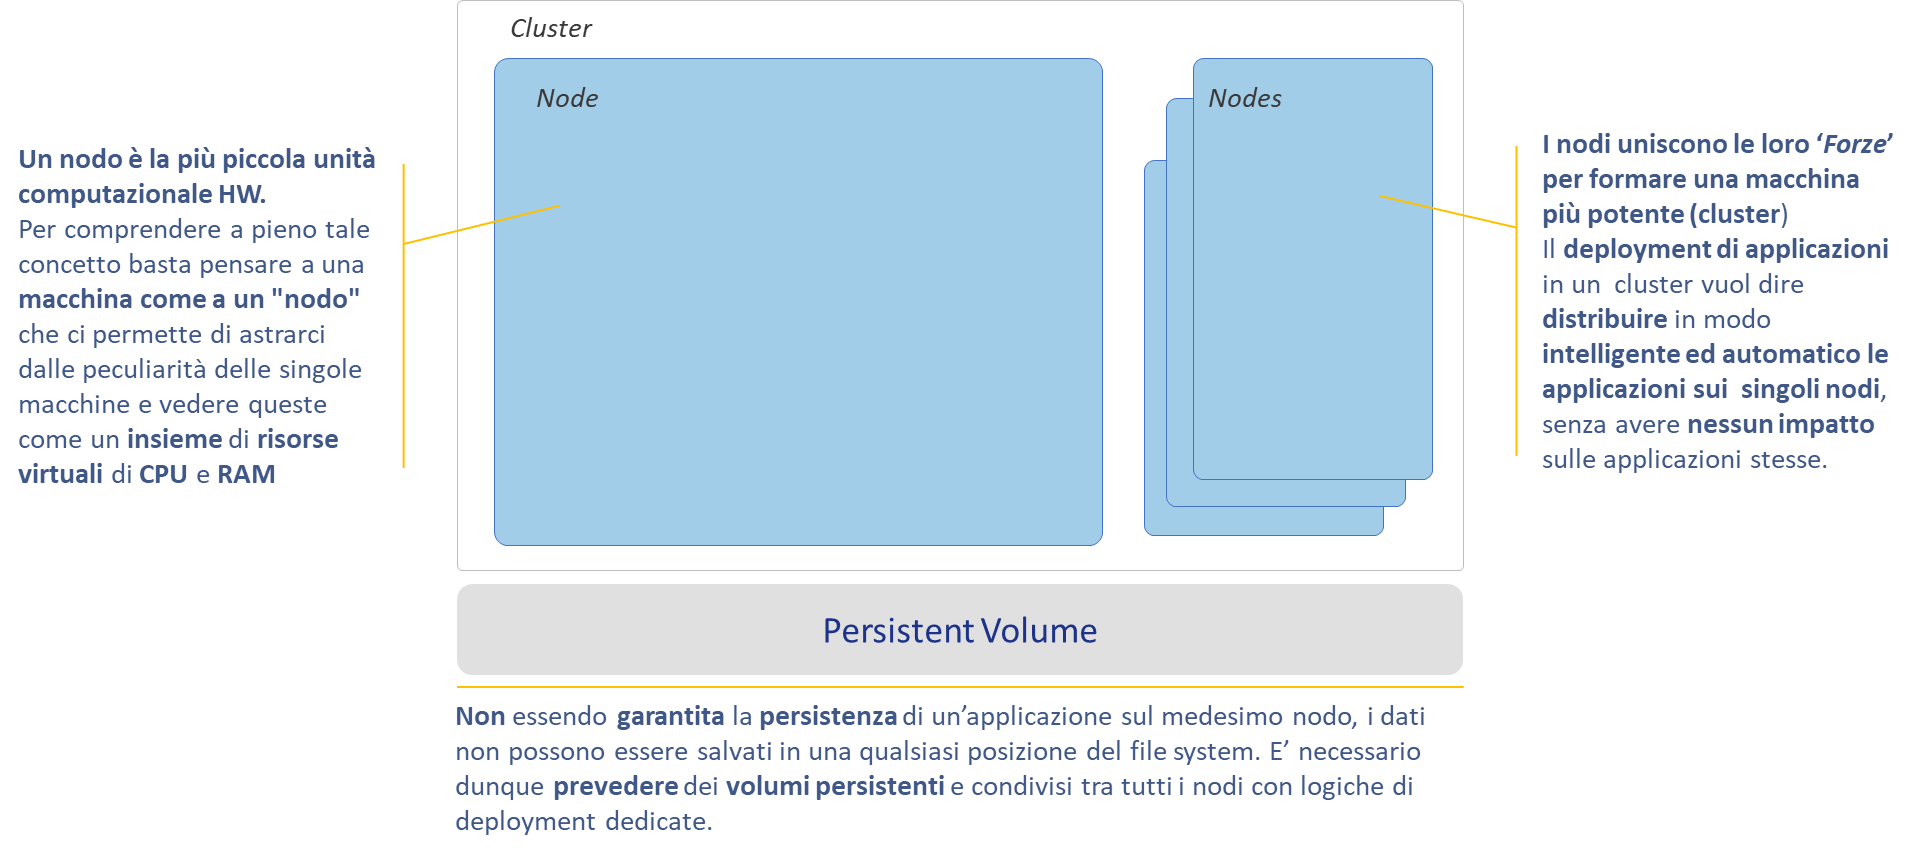 Cluster
Node
Nodes
Un nodo è la più piccola unità
computazionale HW.
Per comprendere a pieno tale
concetto basta pensare a una
macchina come a un "nodo"
che ci permette di astrarci
dalle peculiarità delle singole
macchine e vedere queste
come un insieme di risorse
virtuali di CPU e RAM
I nodi uniscono le loro ‘Forze’
per formare una macchina
più potente (cluster)
Il deployment di applicazioni
in un cluster vuol dire
distribuire in modo
intelligente ed automatico le
applicazioni sui singoli nodi,
senza avere nessun impatto
sulle applicazioni stesse.
Persistent Volume
Non essendo garantita la persistenza di un’applicazione sul medesimo nodo, i dati
non possono essere salvati in una qualsiasi posizione del file system. E’ necessario
dunque prevedere dei volumi persistenti e condivisi tra tutti i nodi con logiche di
deployment dedicate.